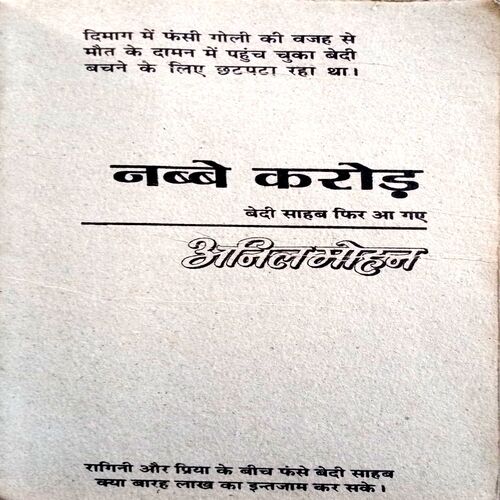 दिमाग में फंसी गोली की वजह से
मौत के दामन में पहुंच चुका बेदी
बचने के लिए छटपटा रहा था।
नब्बे करोड़
बेदी साहब फिर आ गए
अनिल मोहन
रागिनी और प्रिया के बीच फंसे बेदी साहब
क्या बारह लाख का इन्तजाम कर सके।